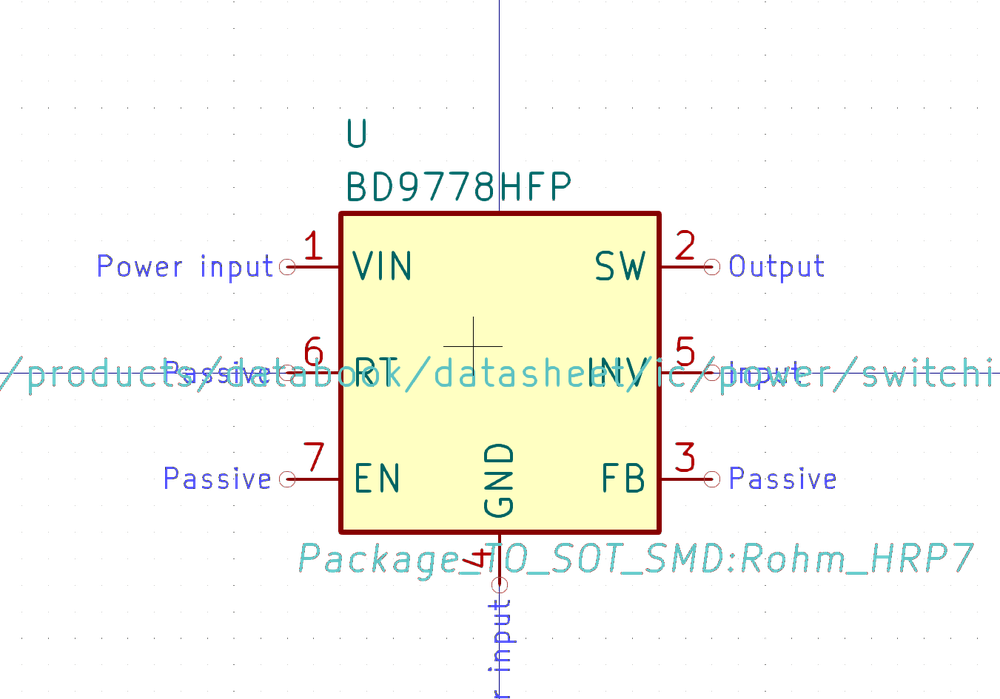 U
BD9778HFP
1
2
Power input
VIN
SW
Output
6
5
Passive
RT
INV
Input
/products/databook/datasheet/ic/power/switchi
7
3
Passive
EN
GND
FB
Passive
4
Package_TO_SOT_SMD:Rohm_HRP7
r input